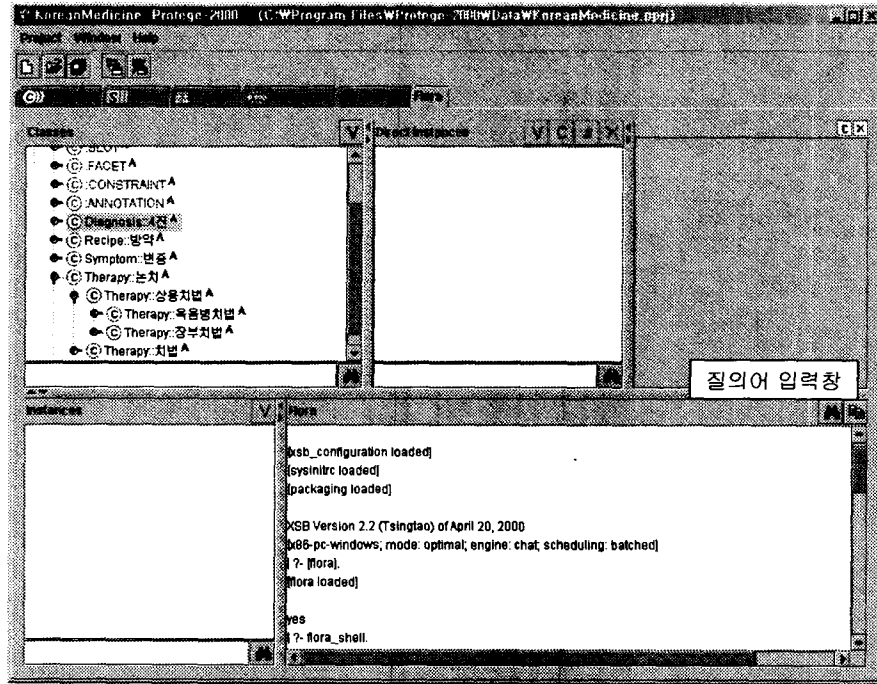 KoreanMedicine Protege-2000 (C:₩Program Files₩Protege-2000₩Data₩KoreanMedicine.pprj)
Project Window Help
Flora
Classes
V
Direct Instances
V C X
C X
:SLOT A
:FACET A
:CONSTRAINT A
:ANNOTATION A
Diagnosis::4진 A
Recipe::방약 A
Symptom::변증 A
Therapy::논치 A
Therapy::상용치법 A
Therapy::육음병치법 A
Therapy::장부치법 A
Therapy::치법 A
질의어 입력창
Instances
V
Flora
[xsb_configuration loaded]
[sysinitrc loaded]
[packaging loaded]
XSB Version 2.2 (Tsingtao) of April 20, 2000
[x86-pc-windows; mode: optimal; engine: chat; scheduling: batched]
| ?- [flora].
[flora loaded]
yes
| ?- flora_shell.